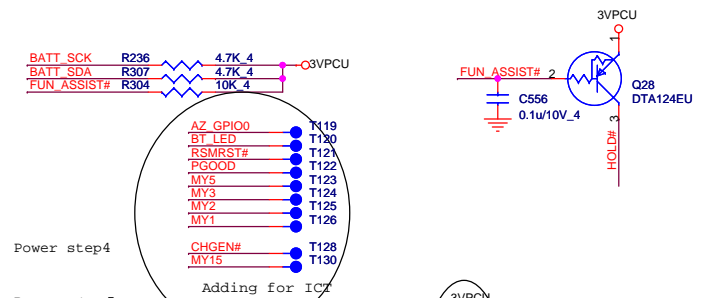 3VPCU
1
BATT_SCK R236 4.7K_4
BATT_SDA R307 4.7K_4 3VPCU
FUN_ASSIST# R304 10K_4
FUN_ASSIST# 2
Q28
DTA124EU
C556
0.1u/10V_4
3
HOLD#
AZ_GPIO0 T119
BT_LED T120
RSMRST# T121
PGOOD T122
MY5 T123
MY3 T124
MY2 T125
MY1 T126
Power step4
CHGEN# T128
MY15 T130
Adding for ICT
3VPCU